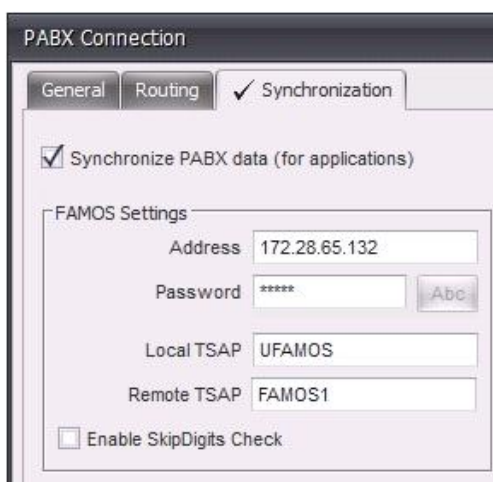 PABX Connection
General Routing Synchronization
Synchronize PABX data (for applications)
FAMOS Settings
Address 172.28.65.132
Password ***** Abc
Local TSAP UFAMOS
Remote TSAP FAMOS1
Enable SkipDigits Check